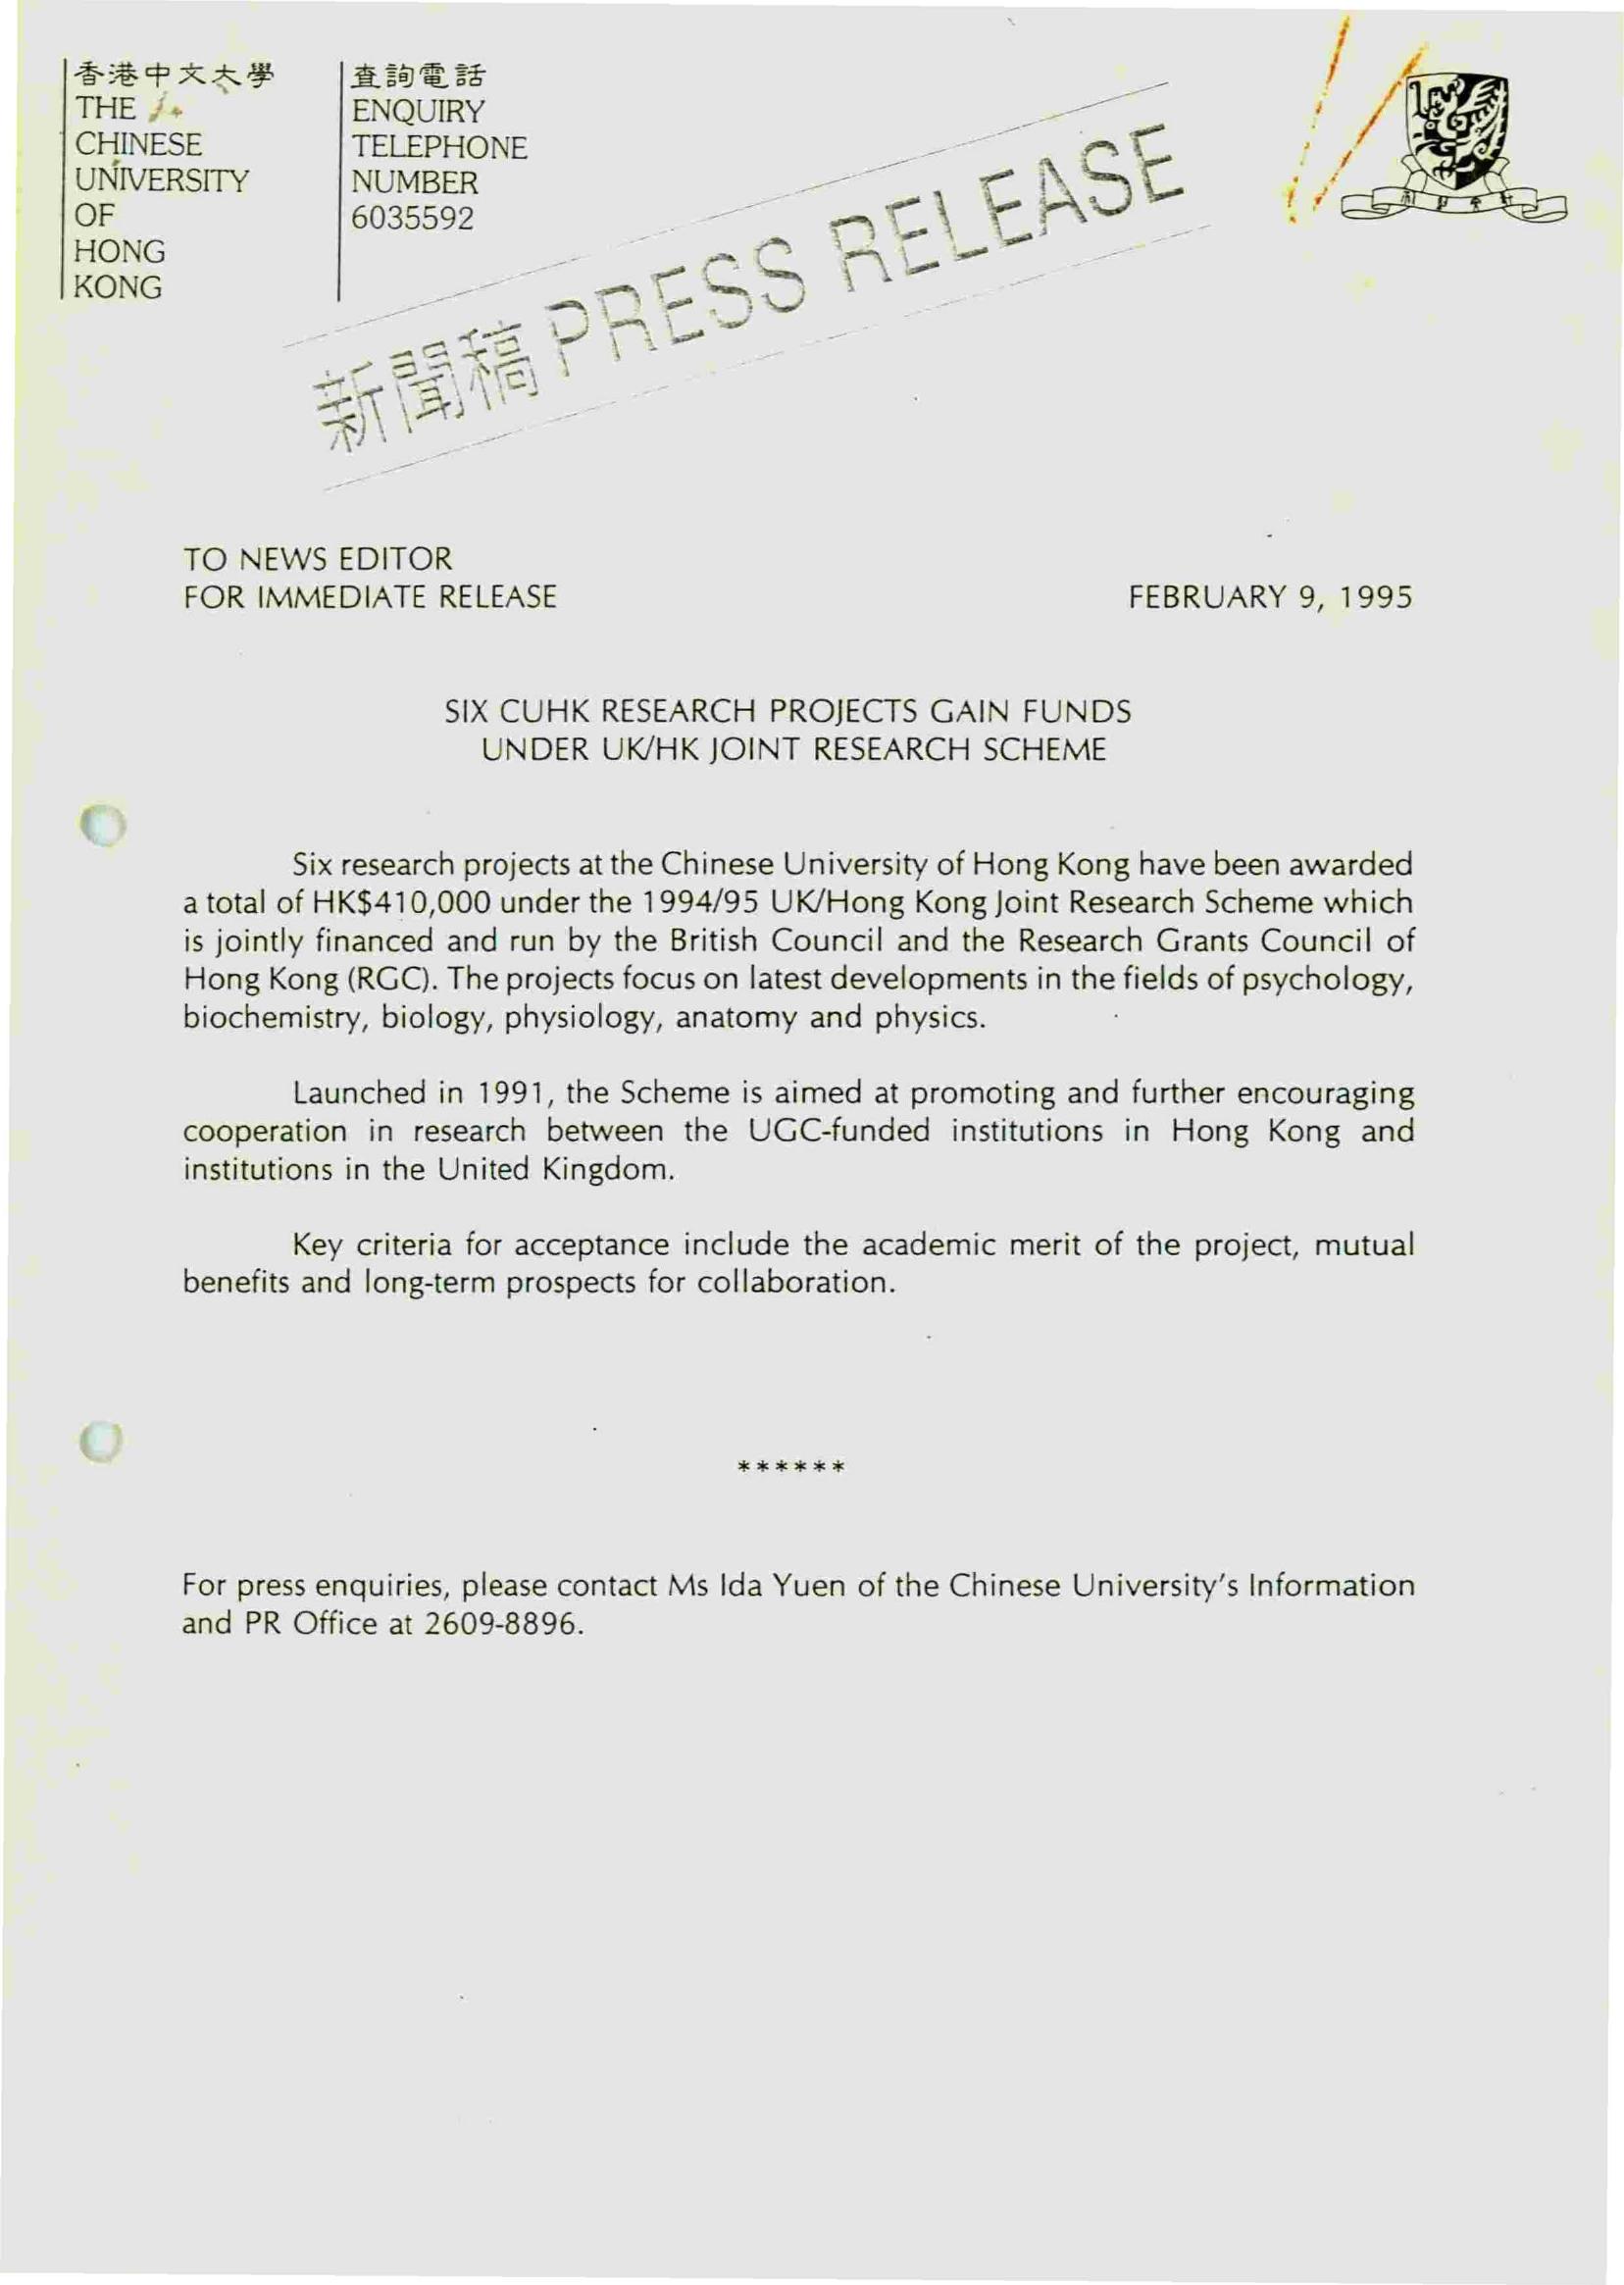 香港中文大學
THE
CHINESE
UNIVERSITY
OF
HONG
KONG
查詢電話
ENQUIRY
TELEPHONE
NUMBER
6035592
新聞稿 PRESS RELEASE
TO NEWS EDITOR
FOR IMMEDIATE RELEASE
FEBRUARY 9, 1995
SIX CUHK RESEARCH PROJECTS GAIN FUNDS
UNDER UK/HK JOINT RESEARCH SCHEME
Six research projects at the Chinese University of Hong Kong have been awarded
a total of HK$410,000 under the 1994/95 UK/Hong Kong Joint Research Scheme which
is jointly financed and run by the British Council and the Research Grants Council of
Hong Kong (RGC). The projects focus on latest developments in the fields of psychology,
biochemistry, biology, physiology, anatomy and physics.
Launched in 1991, the Scheme is aimed at promoting and further encouraging
cooperation in research between the UGC-funded institutions in Hong Kong and
institutions in the United Kingdom.
Key criteria for acceptance include the academic merit of the project, mutual
benefits and long-term prospects for collaboration.
******
For press enquiries, please contact Ms Ida Yuen of the Chinese University's Information
and PR Office at 2609-8896.